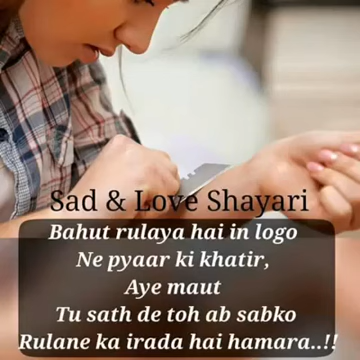 Sad & Love Shayari
Bahut rulaya hai in logo
Ne pyaar ki khatir,
Aye maut
Tu sath de toh ab sabko
Rulane ka irada hai hamara..!!